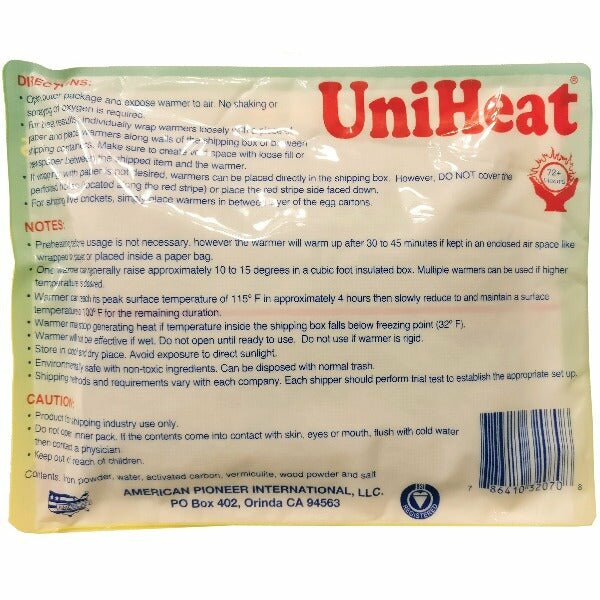 DIRECTIONS:
• Open outer package and expose warmer to air. No shaking or
spraying of oxygen is required.
• For best results, individually wrap warmers loosely with a
paper and place warmers along walls of the shipping box or between
shipping containers. Make sure to create void space with loose fill or
newspaper between the shipped item and the warmer.
• If wrapping with paper is not desired, warmers can be placed directly in the shipping box. However, DO NOT cover the
perforated holes (located along the red stripe) or place the red stripe side faced down.
• For shipping live crickets, simply place warmers in between layer of the egg cartons.
UniHeat®
72+
HOURS
NOTES:
• Preheating before usage is not necessary, however the warmer will warm up after 30 to 45 minutes if kept in an enclosed air space like
wrapped in paper or placed inside a paper bag.
• One warmer can generally raise approximately 10 to 15 degrees in a cubic foot insulated box. Multiple warmers can be used if higher
temperature is desired.
• Warmer can reach its peak surface temperature of 115° F in approximately 4 hours then slowly reduce to and maintain a surface
temperature 100° F for the remaining duration.
• Warmer may stop generating heat if temperature inside the shipping box falls below freezing point (32° F).
• Warmer will not be effective if wet. Do not open until ready to use. Do not use if warmer is rigid.
• Store in cool and dry place. Avoid exposure to direct sunlight.
• Environmentally safe with non-toxic ingredients. Can be disposed with normal trash.
• Shipping methods and requirements vary with each company. Each shipper should perform trial test to establish the appropriate set up.
CAUTION:
• Product for shipping industry use only.
• Do not open inner pack. If the contents come into contact with skin, eyes or mouth, flush with cold water
then contact a physician.
• Keep out of reach of children.
Contents: Iron powder, water, activated carbon, vermiculite, wood powder and salt
AMERICAN PIONEER INTERNATIONAL, LLC.
PO Box 402, Orinda CA 94563
REGISTERED
7 86410 32070 8